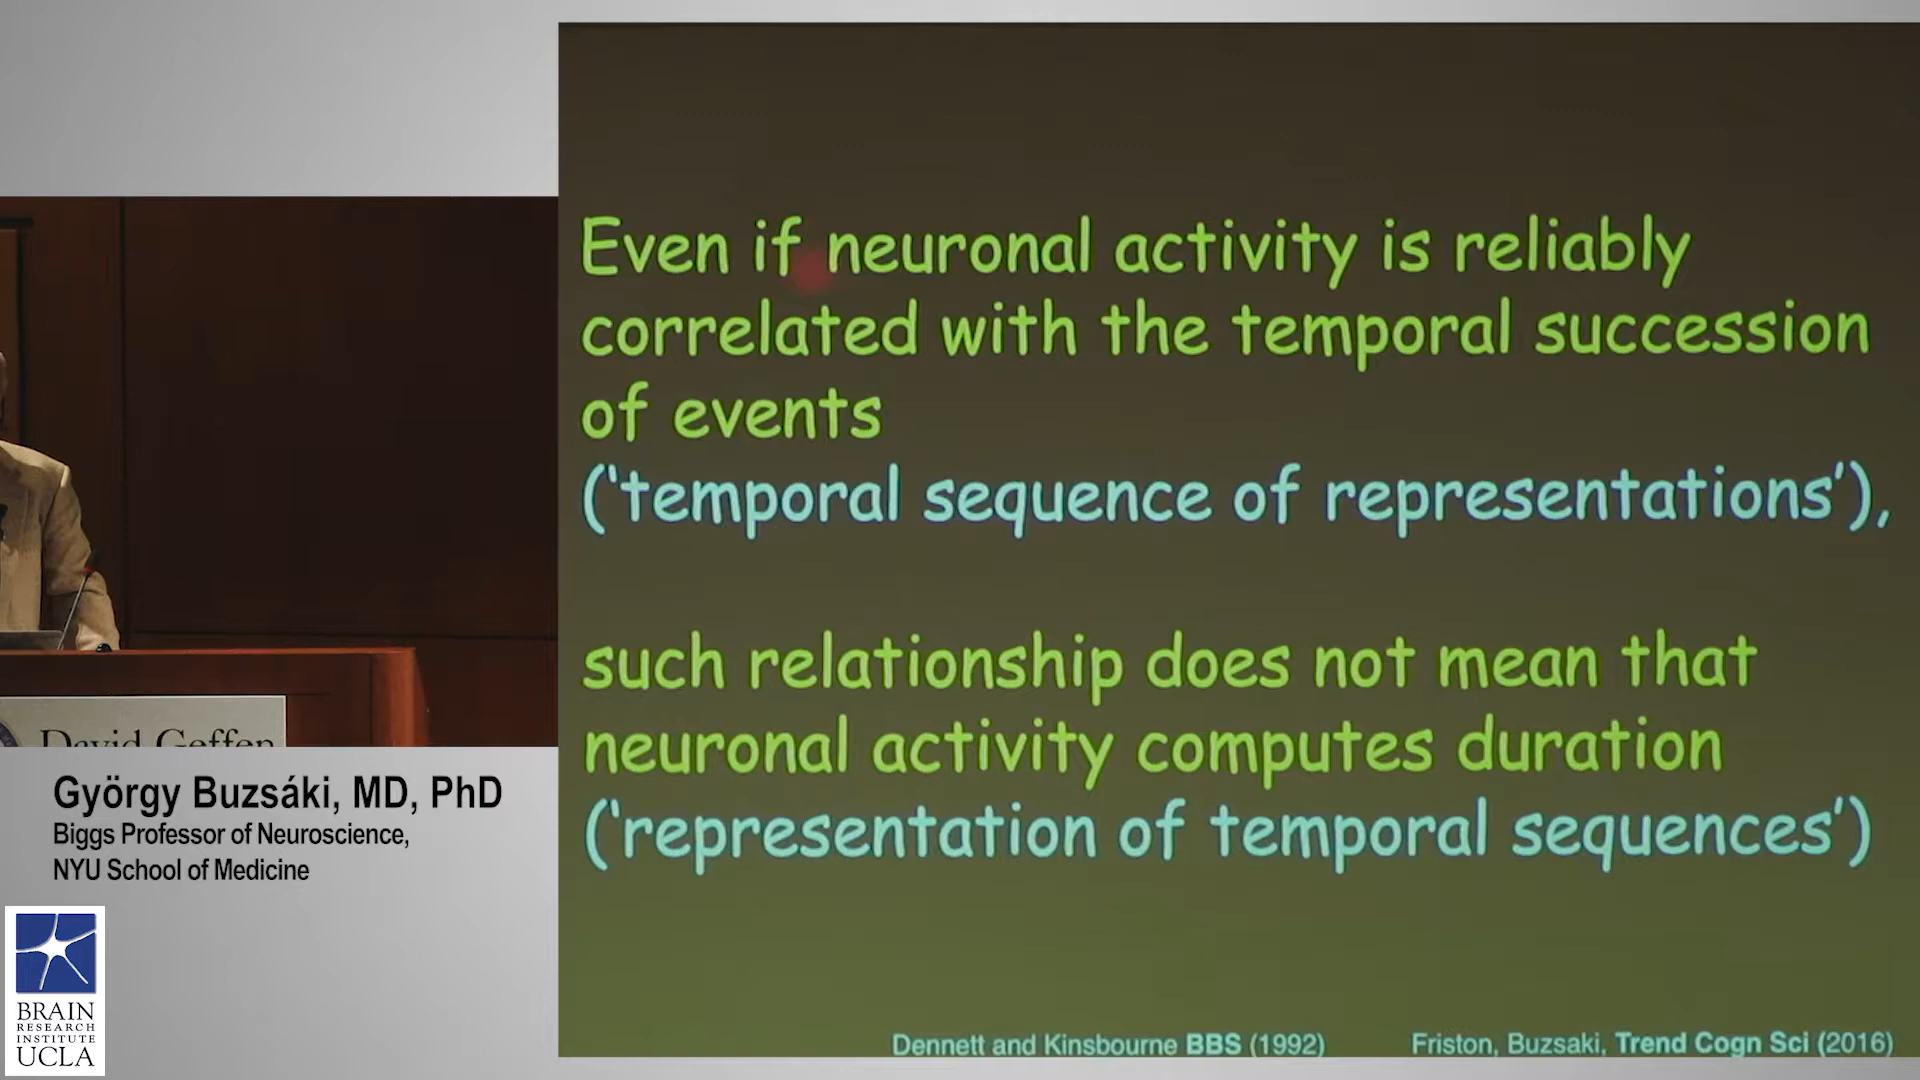 Even if neuronal activity is reliably
correlated with the temporal succession
of events
('temporal sequence of representations'),
such relationship does not mean that
neuronal activity computes duration
('representation of temporal sequences')
Dennett and Kinsbourne BBS (1992) Friston, Buzsaki, Trend Cogn Sci (2016)
David Geffen
György Buzsáki, MD, PhD
Biggs Professor of Neuroscience,
NYU School of Medicine
BRAIN
RESEARCH
INSTITUTE
UCLA